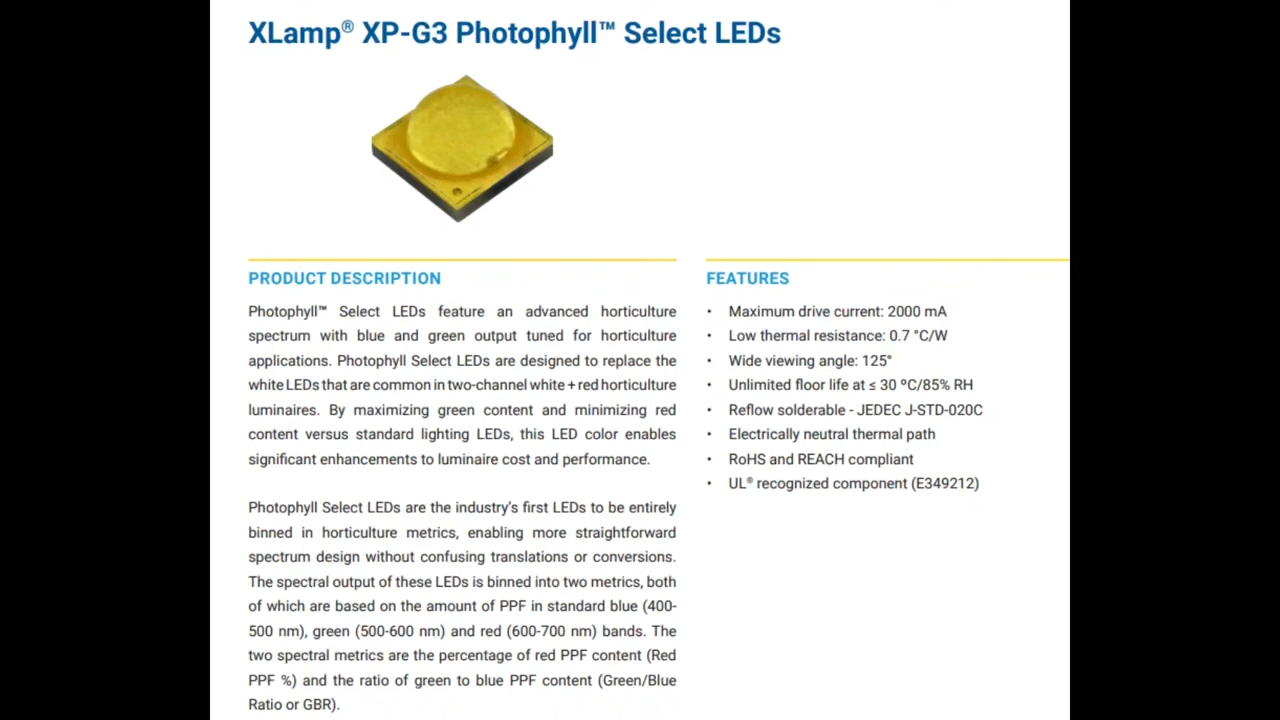 XLamp® XP-G3 Photophyll™ Select LEDs
PRODUCT DESCRIPTION
Photophyll™ Select LEDs feature an advanced horticulture
spectrum with blue and green output tuned for horticulture
applications. Photophyll Select LEDs are designed to replace the
white LEDs that are common in two-channel white + red horticulture
luminaires. By maximizing green content and minimizing red
content versus standard lighting LEDs, this LED color enables
significant enhancements to luminaire cost and performance.
Photophyll Select LEDs are the industry's first LEDs to be entirely
binned in horticulture metrics, enabling more straightforward
spectrum design without confusing translations or conversions.
The spectral output of these LEDs is binned into two metrics, both
of which are based on the amount of PPF in standard blue (400-
500 nm), green (500-600 nm) and red (600-700 nm) bands. The
two spectral metrics are the percentage of red PPF content (Red
PPF %) and the ratio of green to blue PPF content (Green/Blue
Ratio or GBR).
FEATURES
• Maximum drive current: 2000 mA
• Low thermal resistance: 0.7 °C/W
• Wide viewing angle: 125°
• Unlimited floor life at ≤ 30 ºC/85% RH
• Reflow solderable - JEDEC J-STD-020C
• Electrically neutral thermal path
• RoHS and REACH compliant
• UL® recognized component (E349212)